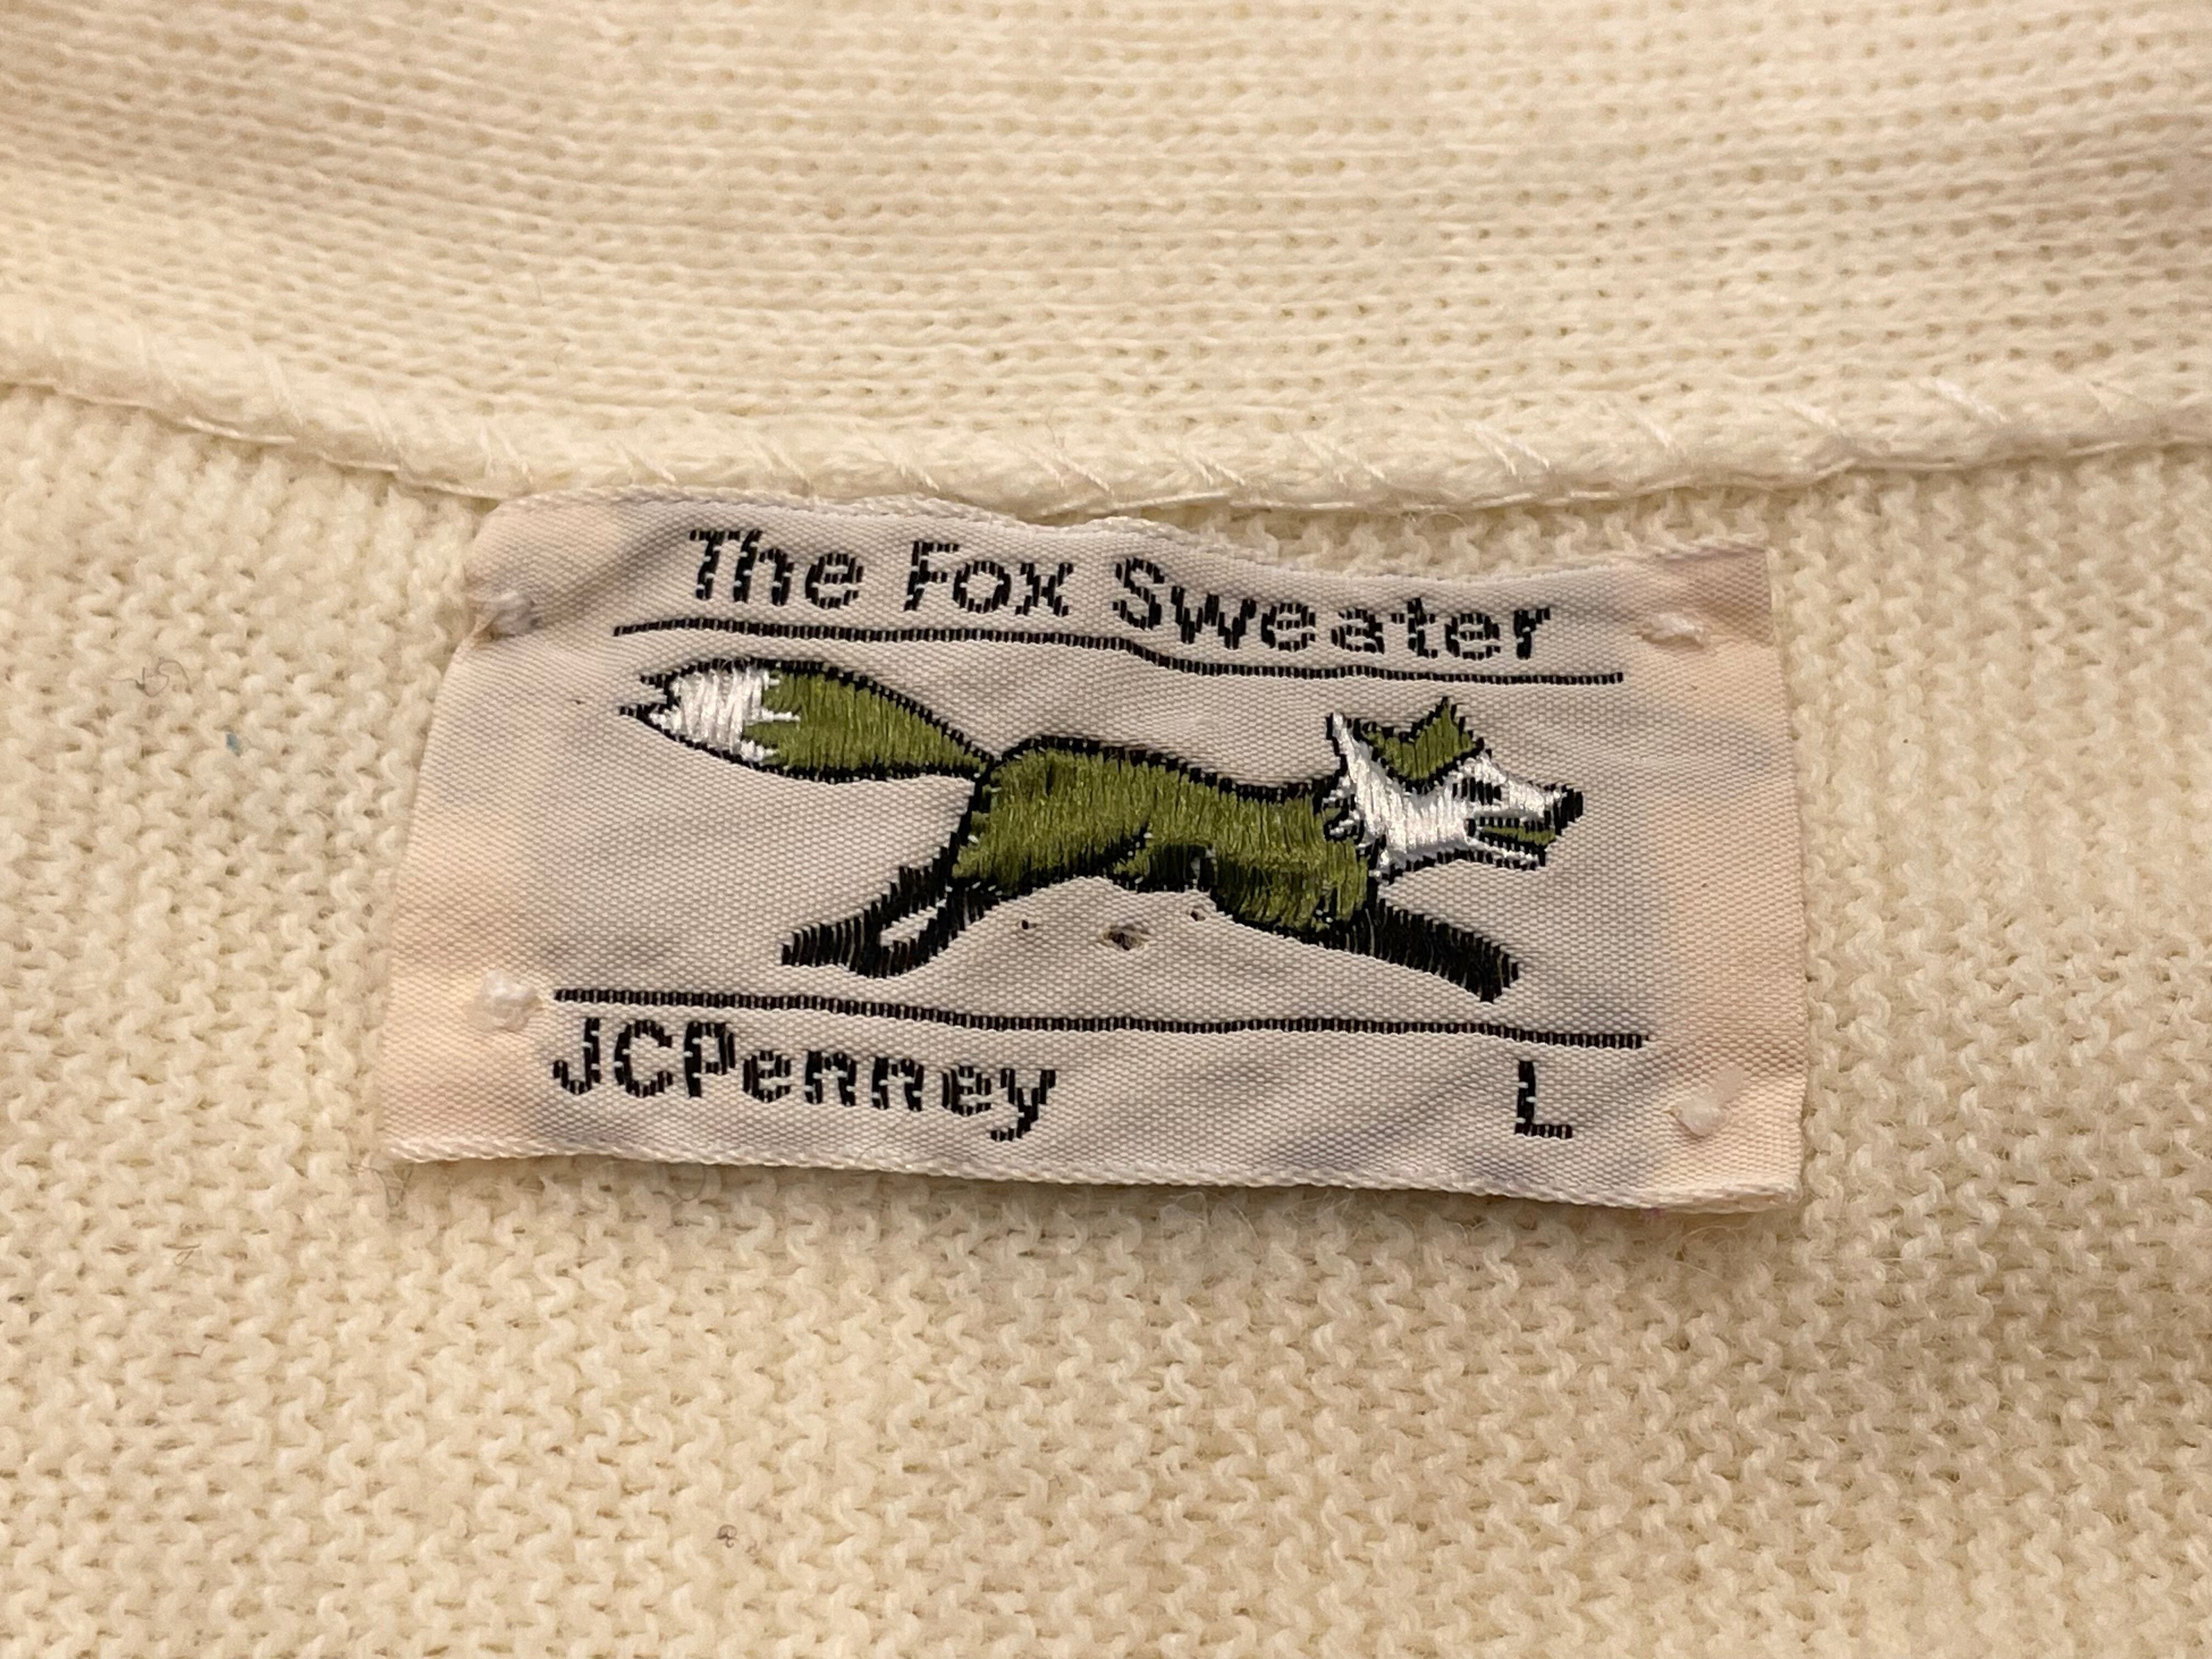 The Fox Sweater
JCPenney L